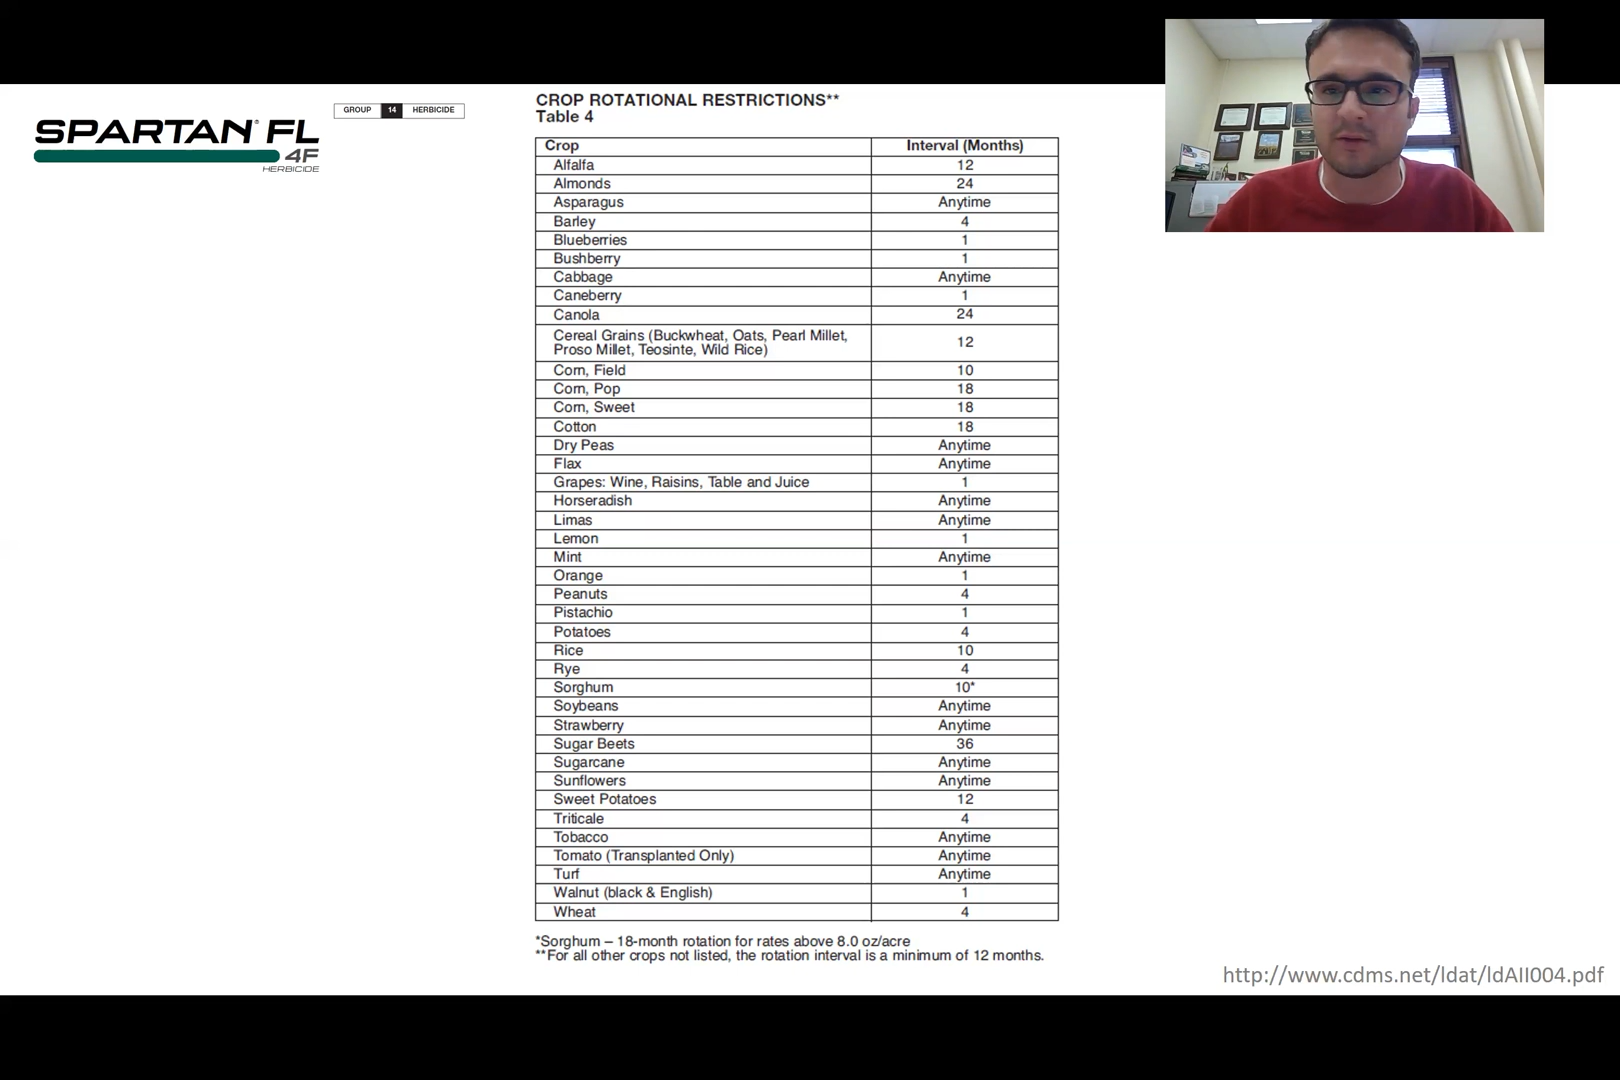 SPARTAN® FL
4F
HERBICIDE
GROUP 14 HERBICIDE
CROP ROTATIONAL RESTRICTIONS**
Table 4
Crop Interval (Months)
Alfalfa 12
Almonds 24
Asparagus Anytime
Barley 4
Blueberries 1
Bushberry 1
Cabbage Anytime
Caneberry 1
Canola 24
Cereal Grains (Buckwheat, Oats, Pearl Millet,
Proso Millet, Teosinte, Wild Rice) 12
Corn, Field 10
Corn, Pop 18
Corn, Sweet 18
Cotton 18
Dry Peas Anytime
Flax Anytime
Grapes: Wine, Raisins, Table and Juice 1
Horseradish Anytime
Limas Anytime
Lemon 1
Mint Anytime
Orange 1
Peanuts 4
Pistachio 1
Potatoes 4
Rice 10
Rye 4
Sorghum 10*
Soybeans Anytime
Strawberry Anytime
Sugar Beets 36
Sugarcane Anytime
Sunflowers Anytime
Sweet Potatoes 12
Triticale 4
Tobacco Anytime
Tomato (Transplanted Only) Anytime
Turf Anytime
Walnut (black & English) 1
Wheat 4
*Sorghum – 18-month rotation for rates above 8.0 oz/acre
**For all other crops not listed, the rotation interval is a minimum of 12 months.
http://www.cdms.net/ldat/ldAII004.pdf